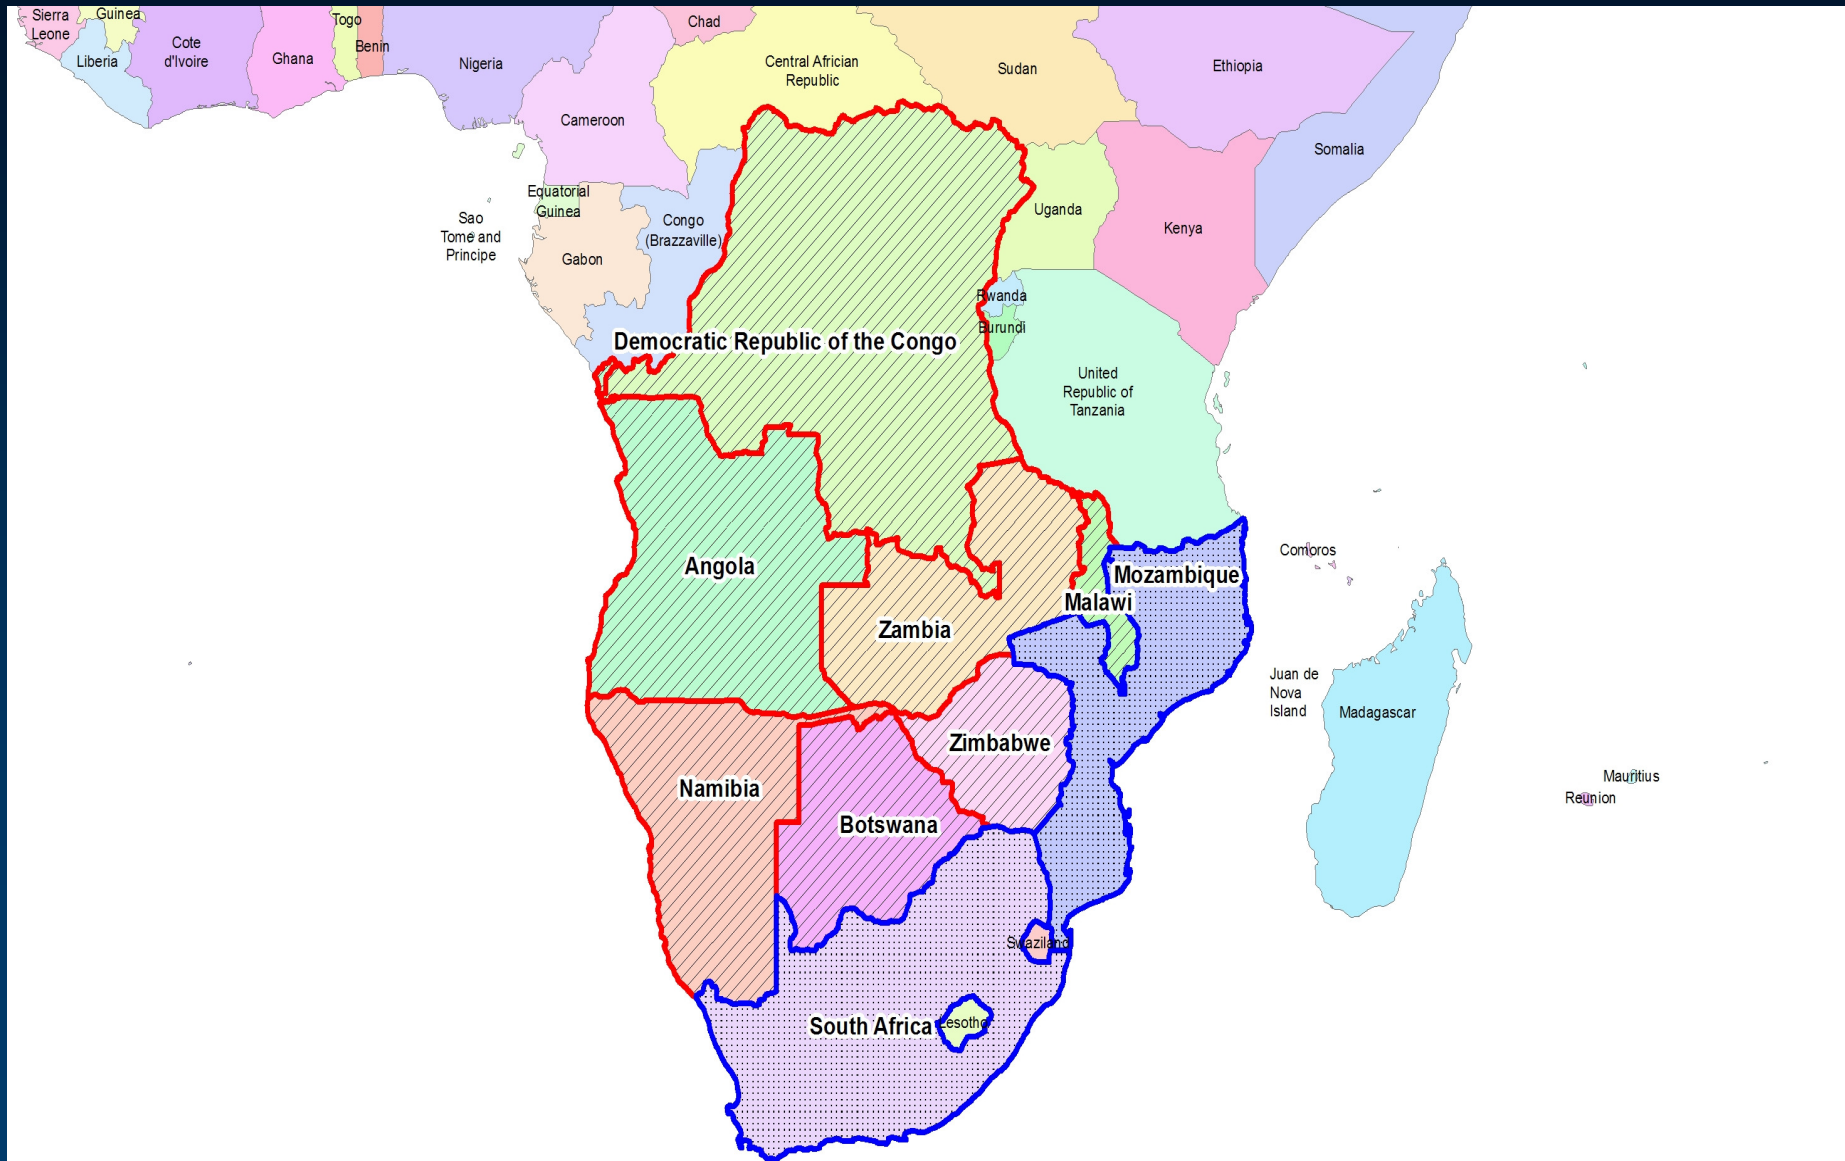 Sierra
Leone
Guinea
Liberia
Cote
d'Ivoire
Ghana
Togo
Benin
Nigeria
Chad
Central African
Republic
Sudan
Ethiopia
Somalia
Cameroon
Equatorial
Guinea
Sao
Tome and
Principe
Gabon
Congo
(Brazzaville)
Uganda
Kenya
Rwanda
Burundi
Democratic Republic of the Congo
United
Republic of
Tanzania
Angola
Zambia
Malawi
Mozambique
Comoros
Juan de
Nova
Island
Madagascar
Mauritius
Reunion
Zimbabwe
Namibia
Botswana
Swaziland
South Africa
Lesotho